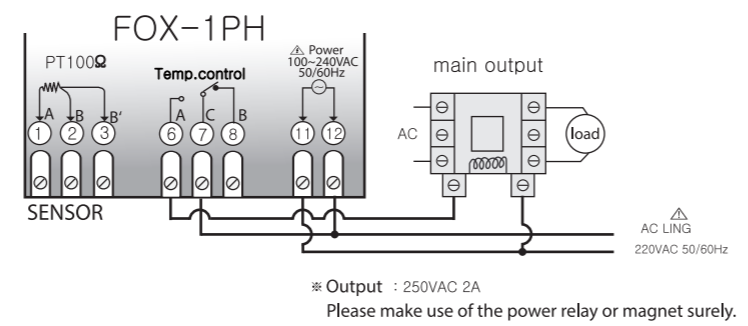 FOX-1PH
PT100Ω
Temp.control
⚠ Power
100~240VAC
50/60Hz
main output
A B B'
A C B
1 2 3 6 7 8 11 12
AC
load
SENSOR
AC LING
220VAC 50/60Hz
※ Output : 250VAC 2A
Please make use of the power relay or magnet surely.